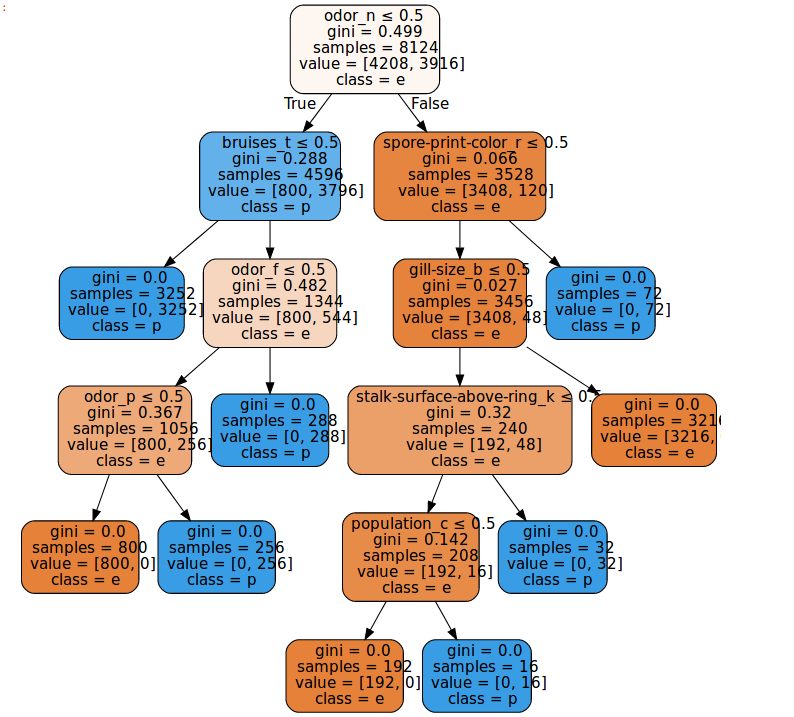 :
odor_n ≤ 0.5
gini = 0.499
samples = 8124
value = [4208, 3916]
class = e
True
False
bruises_t ≤ 0.5
gini = 0.288
samples = 4596
value = [800, 3796]
class = p
spore-print-color_r ≤ 0.5
gini = 0.066
samples = 3528
value = [3408, 120]
class = e
gini = 0.0
samples = 3252
value = [0, 3252]
class = p
odor_f ≤ 0.5
gini = 0.482
samples = 1344
value = [800, 544]
class = e
gill-size_b ≤ 0.5
gini = 0.027
samples = 3456
value = [3408, 48]
class = e
gini = 0.0
samples = 72
value = [0, 72]
class = p
odor_p ≤ 0.5
gini = 0.367
samples = 1056
value = [800, 256]
class = e
gini = 0.0
samples = 288
value = [0, 288]
class = p
stalk-surface-above-ring_k ≤ 0.
gini = 0.32
samples = 240
value = [192, 48]
class = e
gini = 0.0
samples = 3216
value = [3216,
class = e
gini = 0.0
samples = 800
value = [800, 0]
class = e
gini = 0.0
samples = 256
value = [0, 256]
class = p
population_c ≤ 0.5
gini = 0.142
samples = 208
value = [192, 16]
class = e
gini = 0.0
samples = 32
value = [0, 32]
class = p
gini = 0.0
samples = 192
value = [192, 0]
class = e
gini = 0.0
samples = 16
value = [0, 16]
class = p